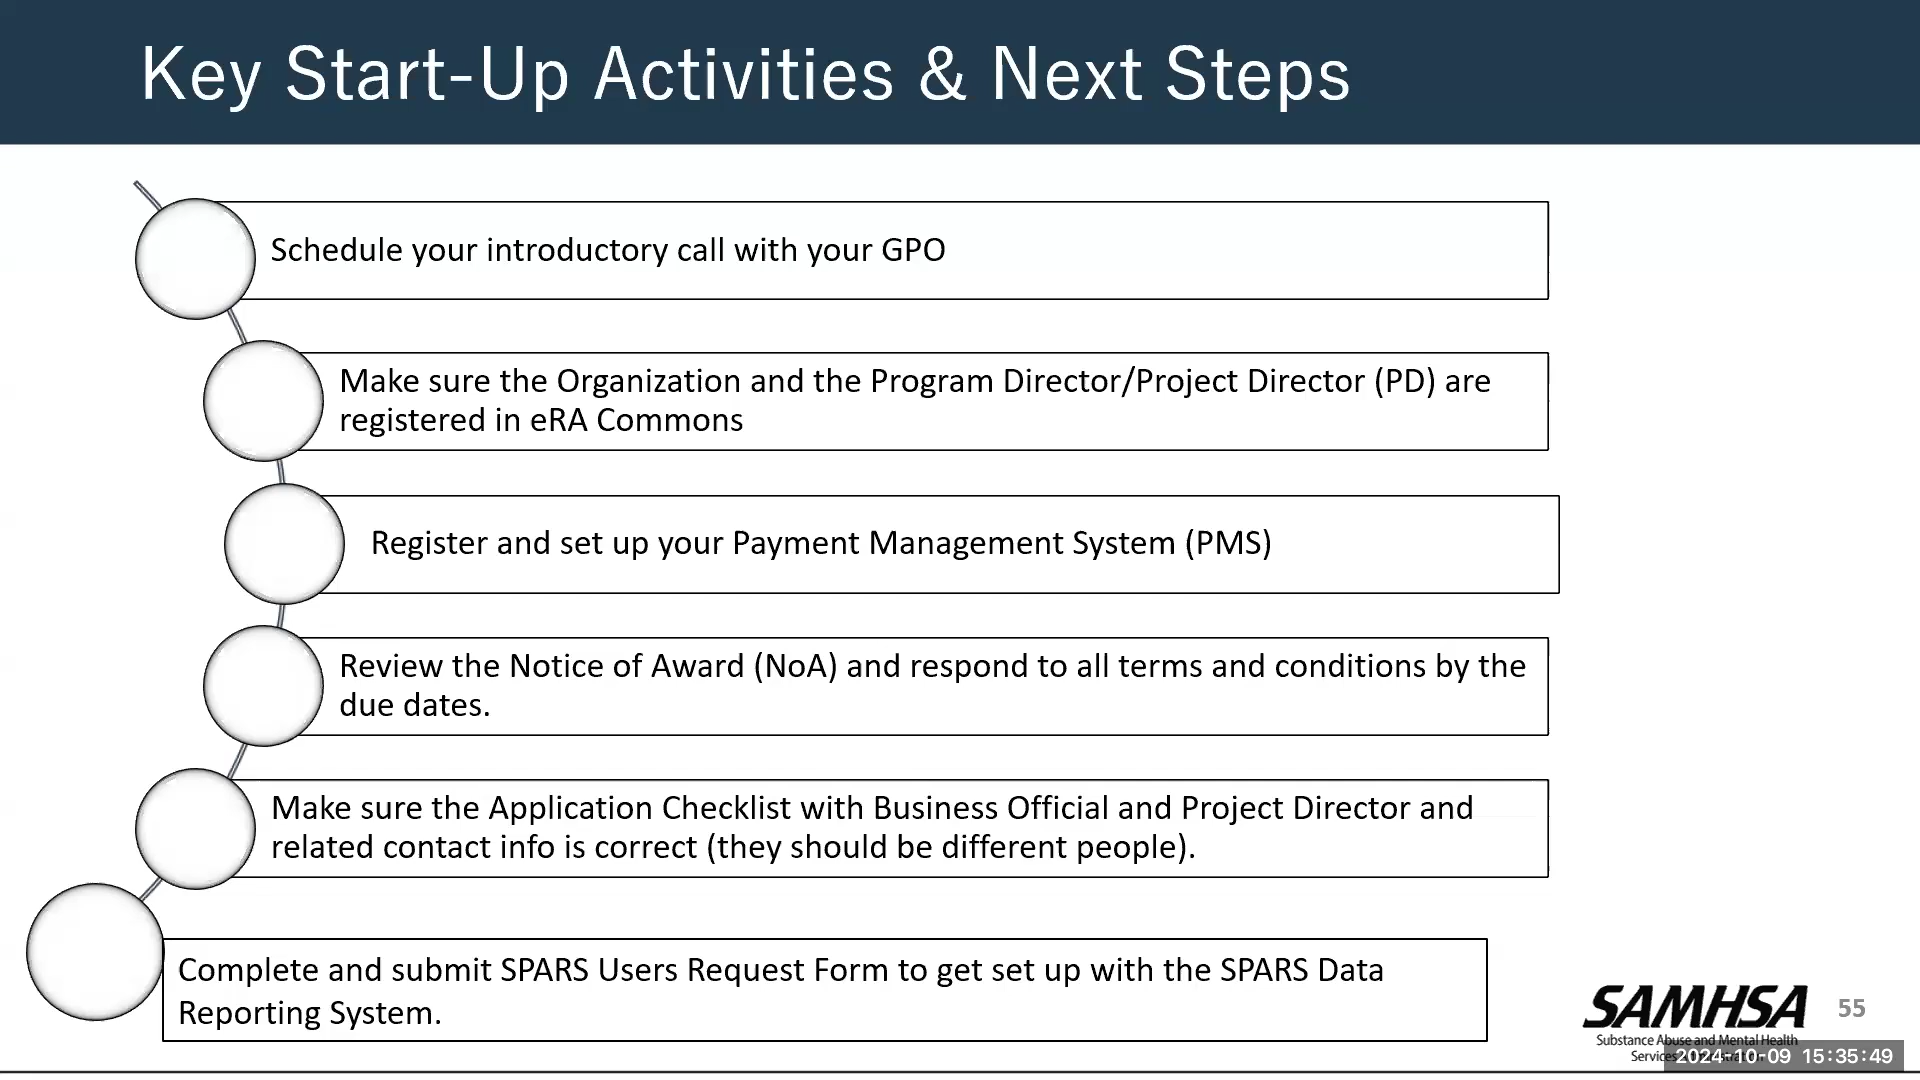 Key Start-Up Activities & Next Steps
Schedule your introductory call with your GPO
Make sure the Organization and the Program Director/Project Director (PD) are
registered in eRA Commons
Register and set up your Payment Management System (PMS)
Review the Notice of Award (NoA) and respond to all terms and conditions by the
due dates.
Make sure the Application Checklist with Business Official and Project Director and
related contact info is correct (they should be different people).
Complete and submit SPARS Users Request Form to get set up with the SPARS Data
Reporting System.
SAMHSA
55
Substance Abuse and Mental Health
Services
2024-10-09 15:35:49